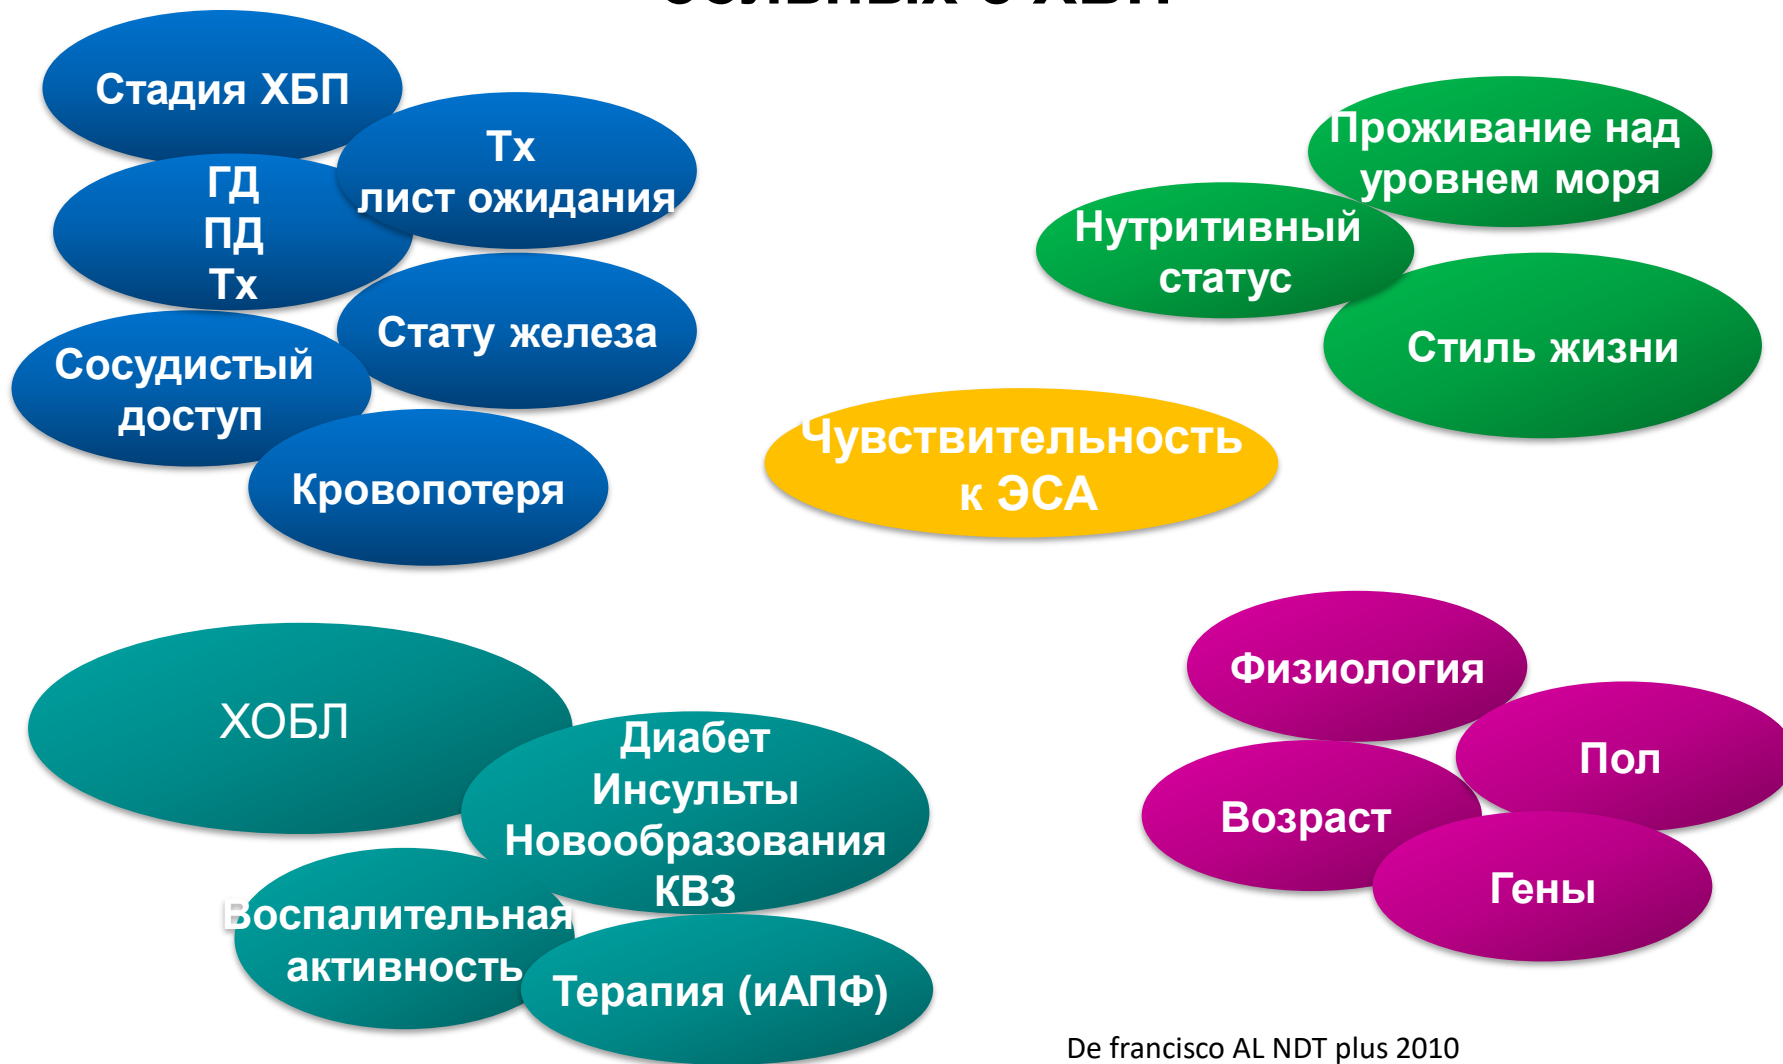 больных с ХБП
Стадия ХБП
Тх
лист ожидания
ГД
ПД
Тх
Стату железа
Сосудистый
доступ
Кровопотеря
Проживание над
уровнем моря
Нутритивный
статус
Стиль жизни
Чувствительность
к ЭСА
ХОБЛ
Диабет
Инсульты
Новообразования
КВЗ
Воспалительная
активность
Терапия (иАПФ)
Физиология
Пол
Возраст
Гены
De francisco AL NDT plus 2010